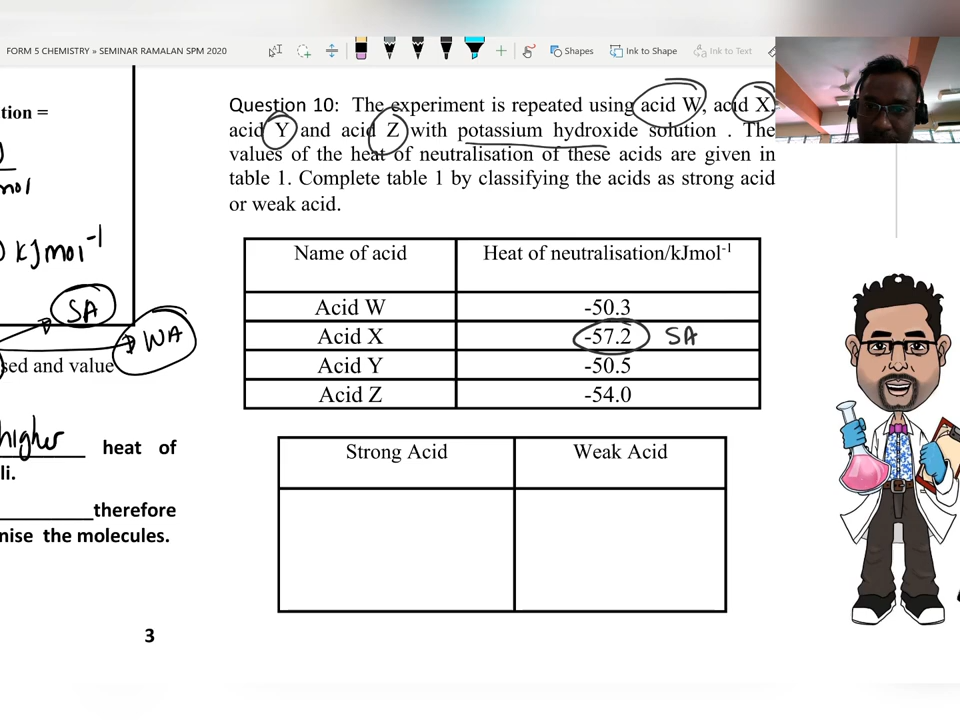 FORM 5 CHEMISTRY » SEMINAR RAMALAN SPM 2020
Shapes
Ink to Shape
Ink to Text
tion =
mol
kJmol⁻¹
SA
WA
sed and value
higher heat of
li.
therefore
nise the molecules.
3
Question 10: The experiment is repeated using acid W, acid X,
acid Y and acid Z with potassium hydroxide solution . The
values of the heat of neutralisation of these acids are given in
table 1. Complete table 1 by classifying the acids as strong acid
or weak acid.
Name of acid Heat of neutralisation/kJmol⁻¹
Acid W -50.3
Acid X -57.2 SA
Acid Y -50.5
Acid Z -54.0
Strong Acid Weak Acid